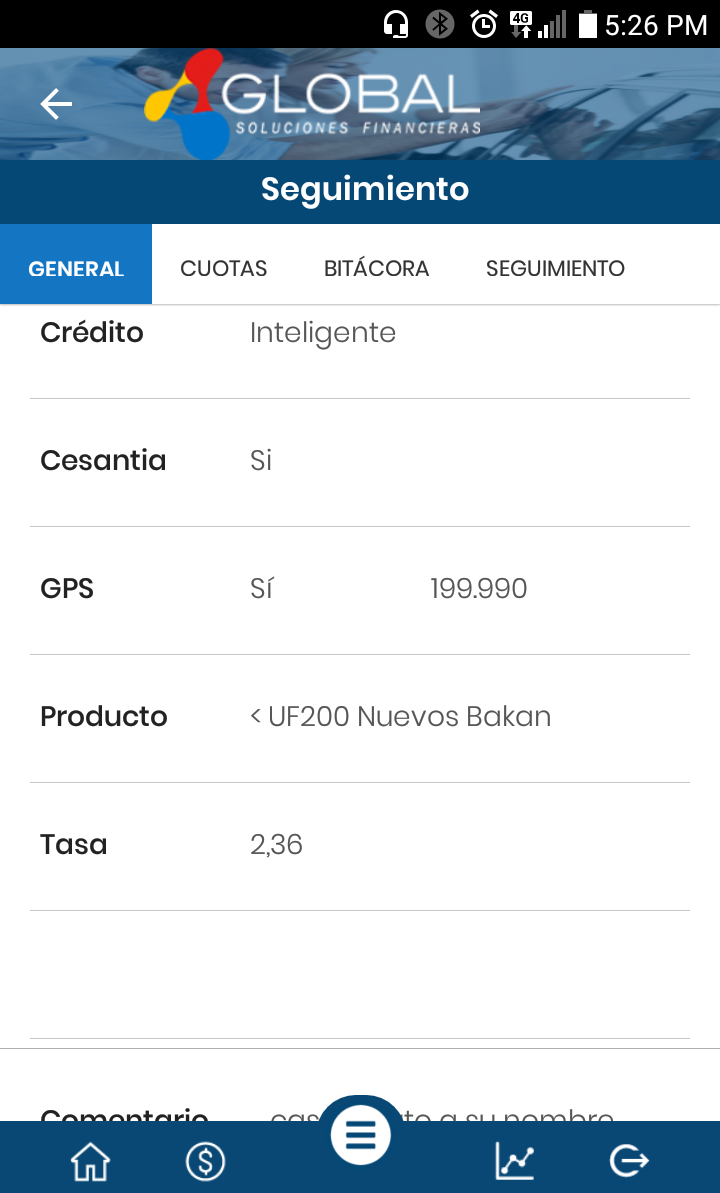 4G 5:26 PM
GLOBAL
SOLUCIONES FINANCIERAS
Seguimiento
GENERAL CUOTAS BITÁCORA SEGUIMIENTO
Crédito Inteligente
Cesantia Si
GPS Sí 199.990
Producto < UF200 Nuevos Bakan
Tasa 2,36
Comentario a su nombre